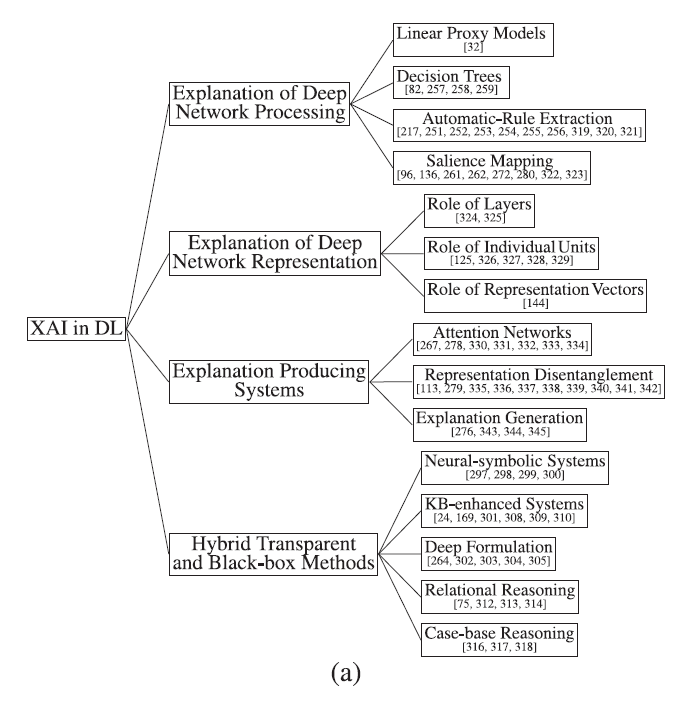 XAI in DL
Explanation of Deep
Network Processing
Linear Proxy Models
[32]
Decision Trees
[82, 257, 258, 259]
Automatic-Rule Extraction
[217, 251, 252, 253, 254, 255, 256, 319, 320, 321]
Salience Mapping
[96, 136, 261, 262, 272, 280, 322, 323]
Explanation of Deep
Network Representation
Role of Layers
[324, 325]
Role of Individual Units
[125, 326, 327, 328, 329]
Role of Representation Vectors
[144]
Explanation Producing
Systems
Attention Networks
[267, 278, 330, 331, 332, 333, 334]
Representation Disentanglement
[113, 279, 335, 336, 337, 338, 339, 340, 341, 342]
Explanation Generation
[276, 343, 344, 345]
Hybrid Transparent
and Black-box Methods
Neural-symbolic Systems
[297, 298, 299, 300]
KB-enhanced Systems
[24, 169, 301, 308, 309, 310]
Deep Formulation
[264, 302, 303, 304, 305]
Relational Reasoning
[75, 312, 313, 314]
Case-base Reasoning
[316, 317, 318]
(a)